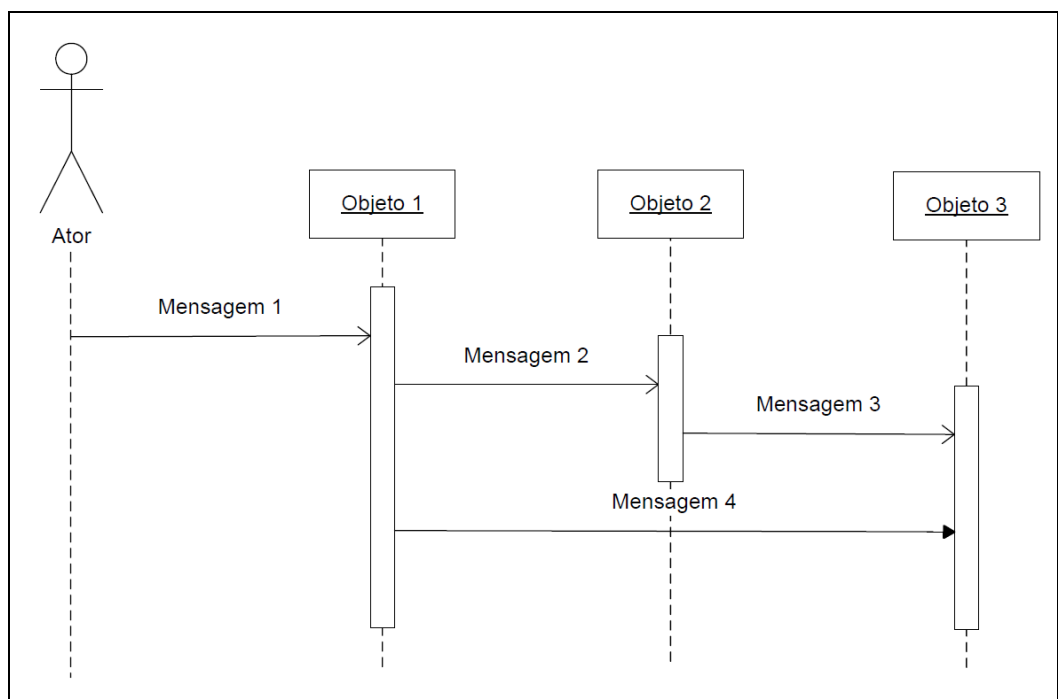 Ator
Objeto 1
Objeto 2
Objeto 3
Mensagem 1
Mensagem 2
Mensagem 3
Mensagem 4